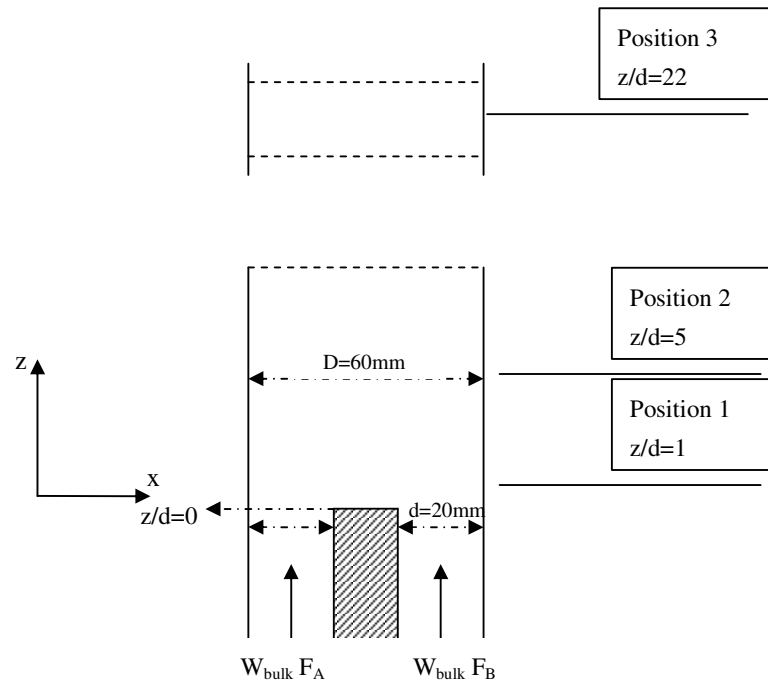 Position 3
z/d=22
Position 2
z/d=5
z
D=60mm
Position 1
z/d=1
x
z/d=0
d=20mm
W_bulk F_A
W_bulk F_B